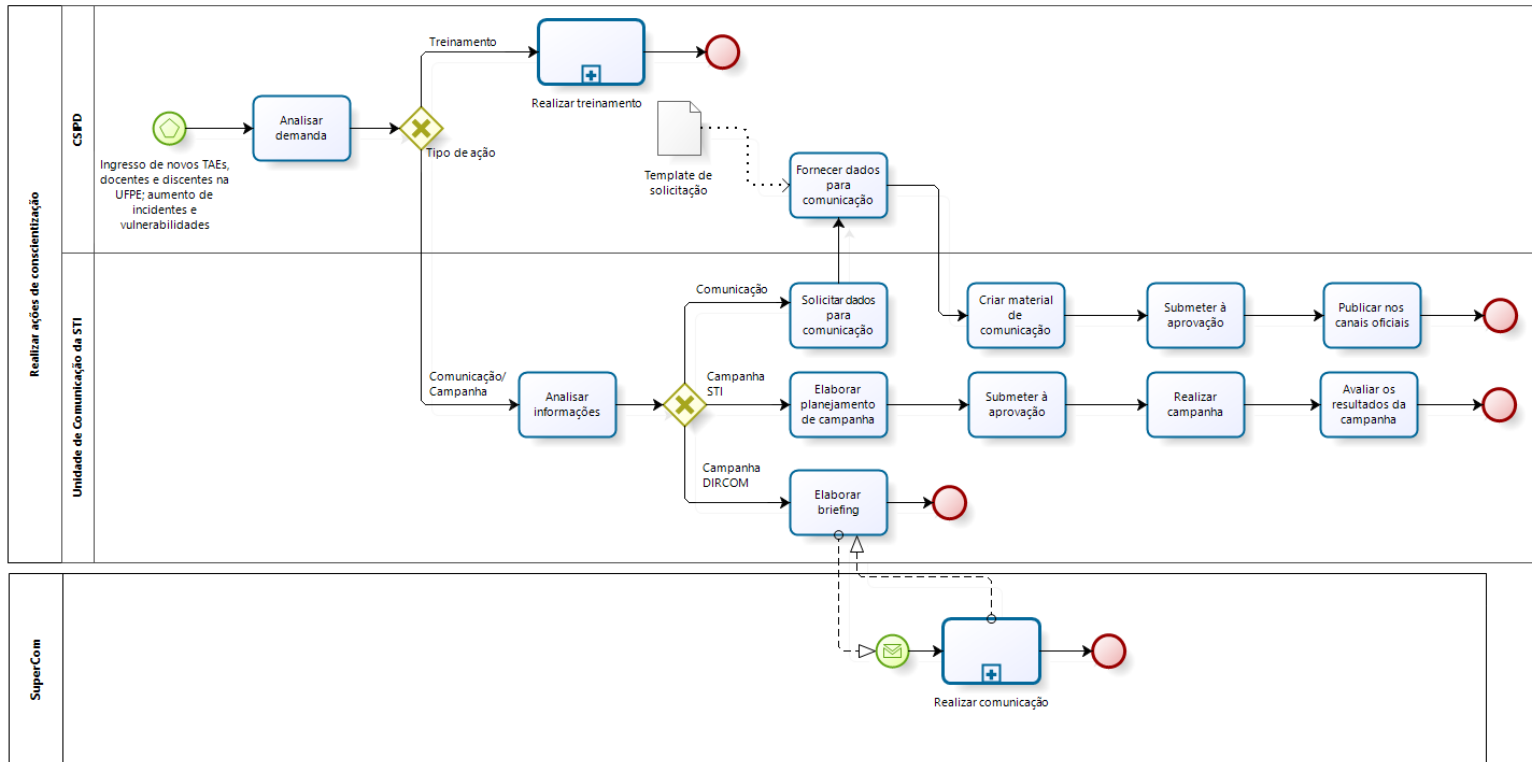 Realizar ações de conscientização
CSIPD
Ingresso de novos TAEs,
docentes e discentes na
UFPE; aumento de
incidentes e
vulnerabilidades
Analisar
demanda
Tipo de ação
Treinamento
Realizar treinamento
Template de
solicitação
Fornecer dados
para
comunicação
Unidade de Comunicação da STI
Comunicação/
Campanha
Analisar
informações
Comunicação
Solicitar dados
para
comunicação
Criar material
de
comunicação
Submeter à
aprovação
Publicar nos
canais oficiais
Campanha
STI
Elaborar
planejamento
de campanha
Submeter à
aprovação
Realizar
campanha
Avaliar os
resultados da
campanha
Campanha
DIRCOM
Elaborar
briefing
SuperCom
Realizar comunicação